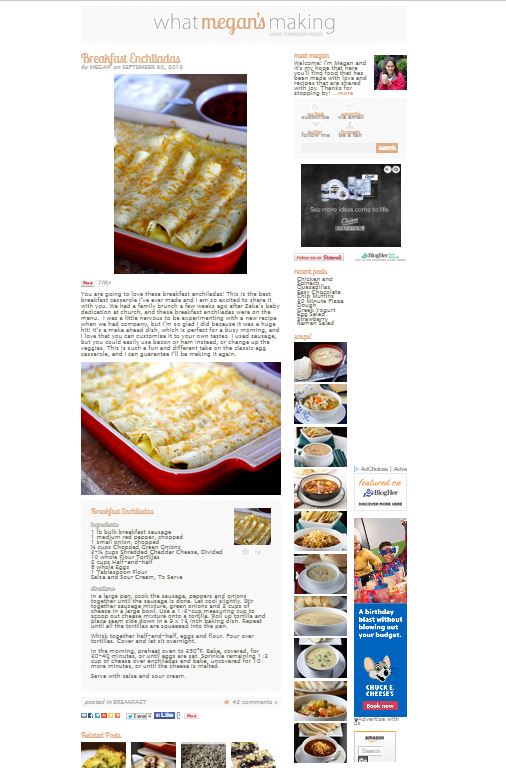 what megan's making
LOVE THROUGH FOOD
Breakfast Enchiladas
by MEGAN on SEPTEMBER 20, 2012
77K+
You are going to love these breakfast enchiladas! This is the best
breakfast casserole I've ever made and I am so excited to share it
with you. We had a family brunch a few weeks ago after Zeke's baby
dedication at church, and these breakfast enchiladas were on the
menu. I was a little nervous to be experimenting with a new recipe
when we had company, but I'm so glad I did because it was a huge
hit! It's a make ahead dish, which is perfect for a busy morning, and
I love that you can customize it to your own tastes. I used sausage,
but you could easily use bacon or ham instead, or change up the
veggies. This is such a fun and different take on the classic egg
casserole, and I can guarantee I'll be making it again.
Breakfast Enchiladas
Ingredients
1 lb bulk breakfast sausage
1 medium red pepper, chopped
1 small onion, chopped
½ cups Chopped Green Onions
2-½ cups Shredded Cheddar Cheese, Divided
10 whole Flour Tortillas
2 cups Half-and-half
6 whole Eggs
1 Tablespoon Flour
Salsa and Sour Cream, To Serve
directions
In a large pan, cook the sausage, peppers and onions
together until the sausage is done. Let cool slightly. Stir
together sausage mixture, green onions and 2 cups of
cheese in a large bowl. Use a 1/2-cup measuring cup to
scoop out cheese mixture onto a tortilla. Roll up tortilla and
place seam side down in a 9 x 13 inch baking dish. Repeat
until all the tortillas are squeezed into the pan.
Whisk together half-and-half, eggs and flour. Pour over
tortillas. Cover and let sit overnight.
In the morning, preheat oven to 350°F. Bake, covered, for
30-40 minutes, or until eggs are set. Sprinkle remaining 1/2
cup of cheese over enchiladas and bake, uncovered for 10
more minutes, or until the cheese is melted.
Serve with salsa and sour cream.
posted in BREAKFAST
42 comments »
Tweet 4
Like
Pin it
Related Posts
meet megan
Welcome! I'm Megan and
it's my hope that here
you'll find food that has
been made with love and
recipes that are shared
with joy. Thanks for
stopping by! ...more
subscribe
via email
follow me
be a fan
search
See more ideas come to life.
Follow me on Pinterest
BlogHer
recent posts
Chicken and
Spinach
Quesadillas
Easy Chocolate
Chip Muffins
20 Minute Pizza
Dough
Greek Yogurt
Egg Salad
Strawberry
Ramen Salad
soups!
AdChoices
featured on
BlogHer
DISCOVER MORE
A birthday
blast without
blowing out
your budget.
CHUCK E.
CHEESE'S
Book now
Advertise with
us
amazon
Search